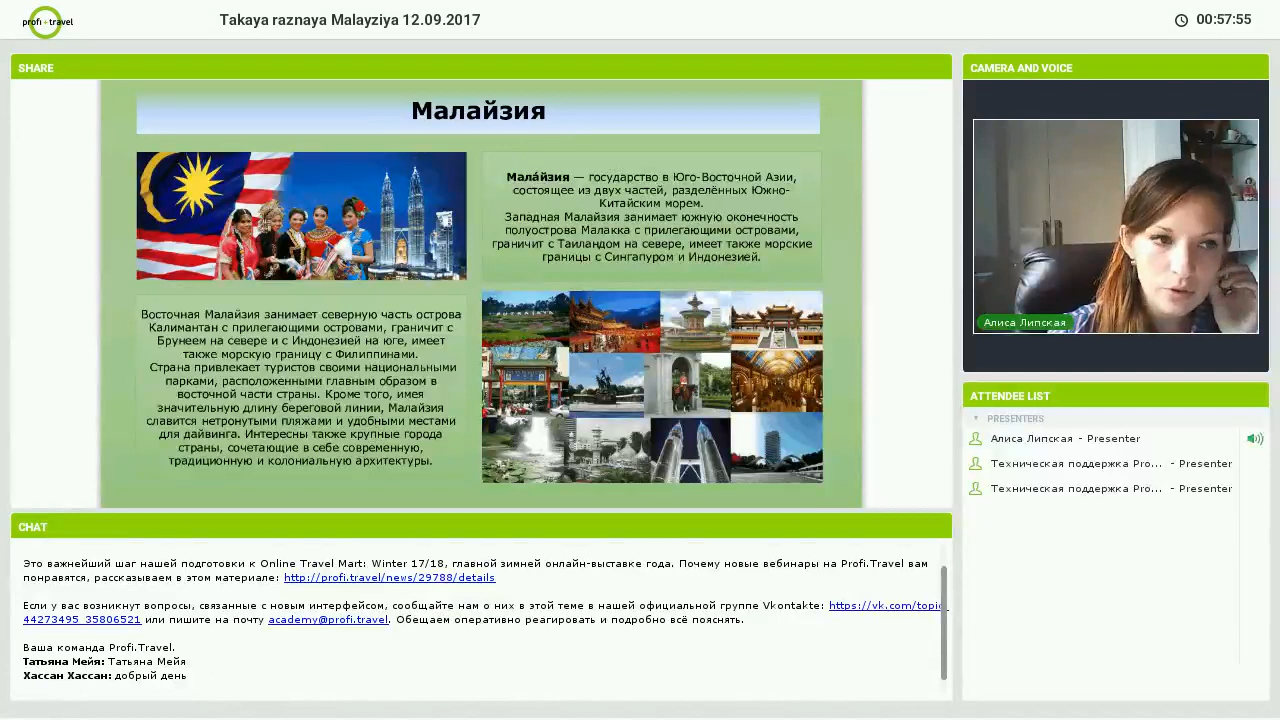 profi+travel
Takaya raznaya Malayziya 12.09.2017
00:57:55
SHARE
Малайзия
Мала́йзия — государство в Юго-Восточной Азии,
состоящее из двух частей, разделённых Южно-
Китайским морем.
Западная Малайзия занимает южную оконечность
полуострова Малакка с прилегающими островами,
граничит с Таиландом на севере, имеет также морские
границы с Сингапуром и Индонезией.
Восточная Малайзия занимает северную часть острова
Калимантан с прилегающими островами, граничит с
Брунеем на севере и с Индонезией на юге, имеет
также морскую границу с Филиппинами.
Страна привлекает туристов своими национальными
парками, расположенными главным образом в
восточной части страны. Кроме того, имея
значительную длину береговой линии, Малайзия
славится нетронутыми пляжами и удобными местами
для дайвинга. Интересны также крупные города
страны, сочетающие в себе современную,
традиционную и колониальную архитектуры.
CAMERA AND VOICE
Алиса Липская
ATTENDEE LIST
PRESENTERS
Алиса Липская - Presenter
Техническая поддержка Pro... - Presenter
Техническая поддержка Pro... - Presenter
CHAT
Это важнейший шаг нашей подготовки к Online Travel Mart: Winter 17/18, главной зимней онлайн-выставке года. Почему новые вебинары на Profi.Travel вам
понравятся, рассказываем в этом материале: http://profi.travel/news/29788/details
Если у вас возникнут вопросы, связанные с новым интерфейсом, сообщайте нам о них в этой теме в нашей официальной группе Vkontakte: https://vk.com/topic-
44273495_35806521 или пишите на почту academy@profi.travel. Обещаем оперативно реагировать и подробно всё пояснять.
Ваша команда Profi.Travel.
Татьяна Мейя: Татьяна Мейя
Хассан Хассан: добрый день